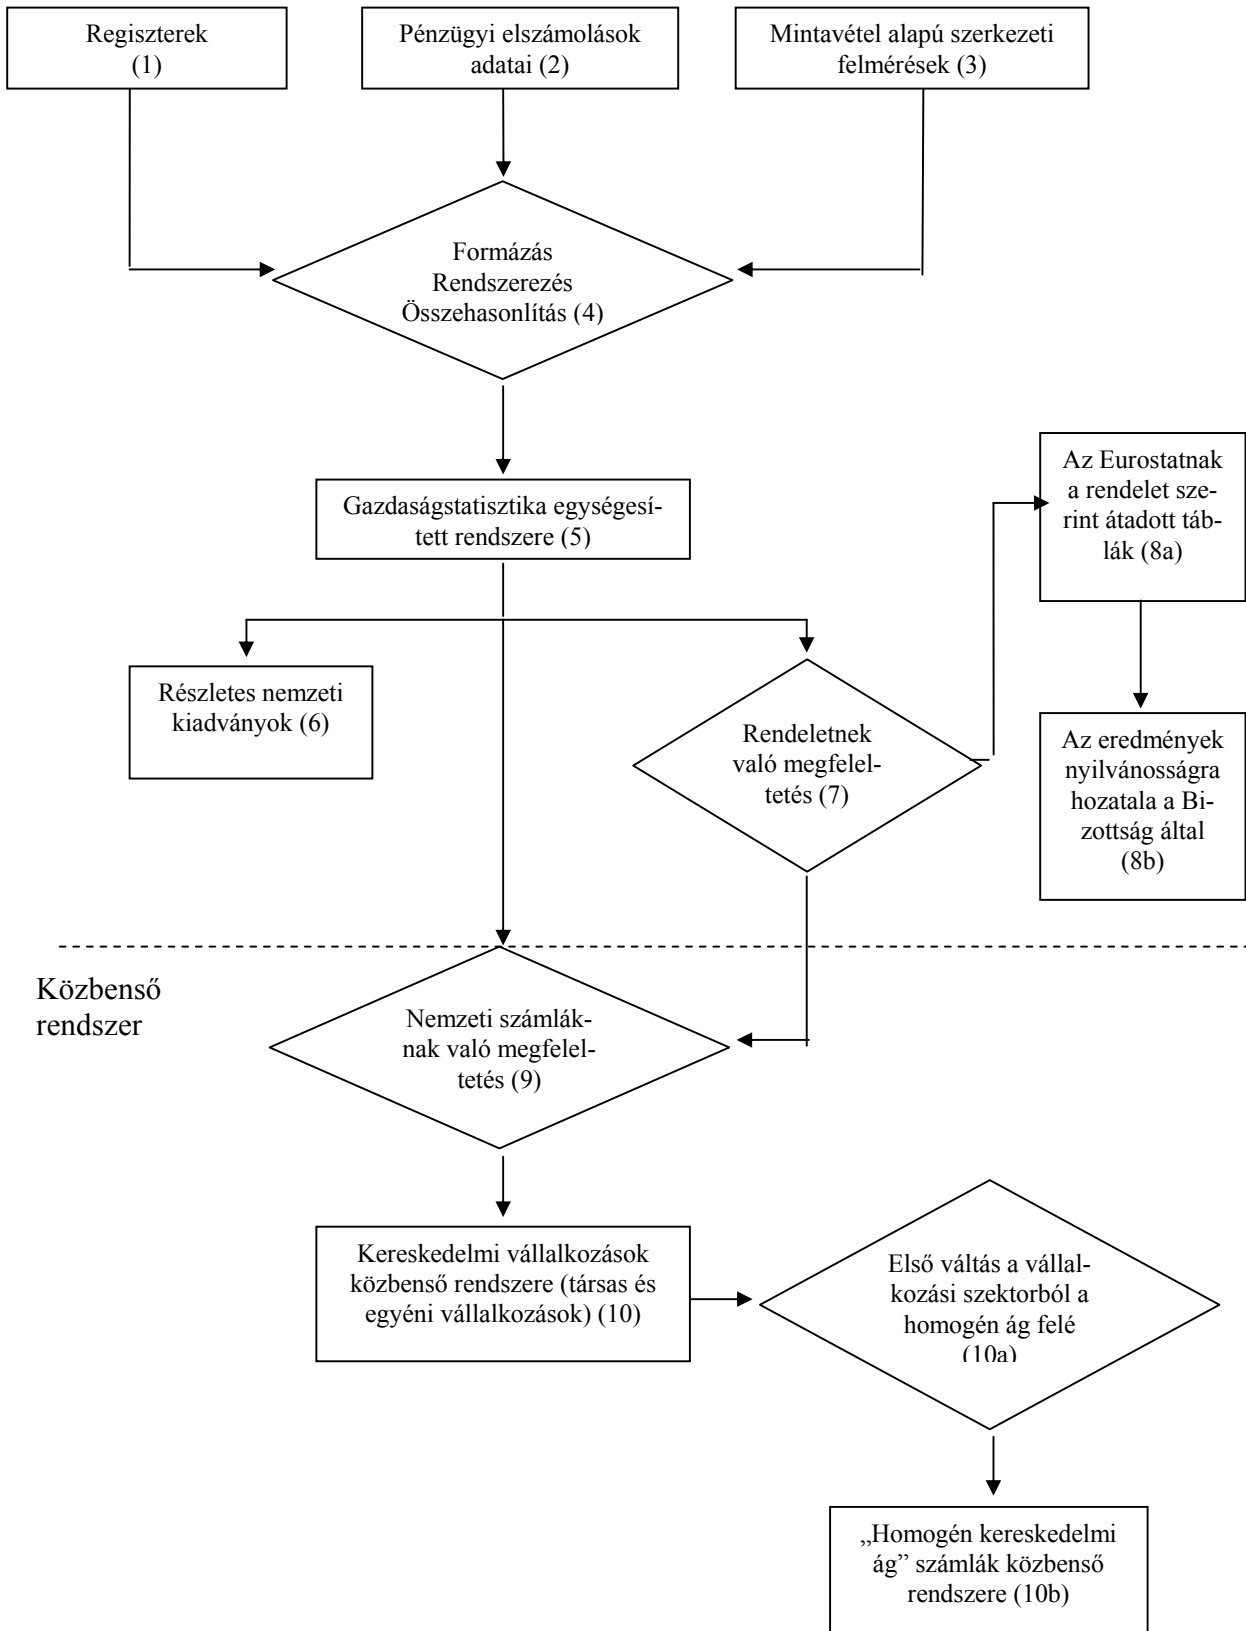 Regiszterek
(1)
Pénzügyi elszámolások
adatai (2)
Mintavétel alapú szerkezeti
felmérések (3)
Formázás
Rendszerezés
Összehasonlítás (4)
Gazdaságstatisztika egységesí-
tett rendszere (5)
Az Eurostatnak
a rendelet sze-
rint átadott táb-
lák (8a)
Részletes nemzeti
kiadványok (6)
Rendeletnek
való megfelel-
tetés (7)
Az eredmények
nyilvánosságra
hozatala a Bi-
zottság által
(8b)
Közbenső
rendszer
Nemzeti számlák-
nak való megfelel-
tetés (9)
Kereskedelmi vállalkozások
közbenső rendszere (társas és
egyéni vállalkozások) (10)
Első váltás a vállal-
kozási szektorból a
homogén ág felé
(10a)
„Homogén kereskedelmi
ág” számlák közbenső
rendszere (10b)